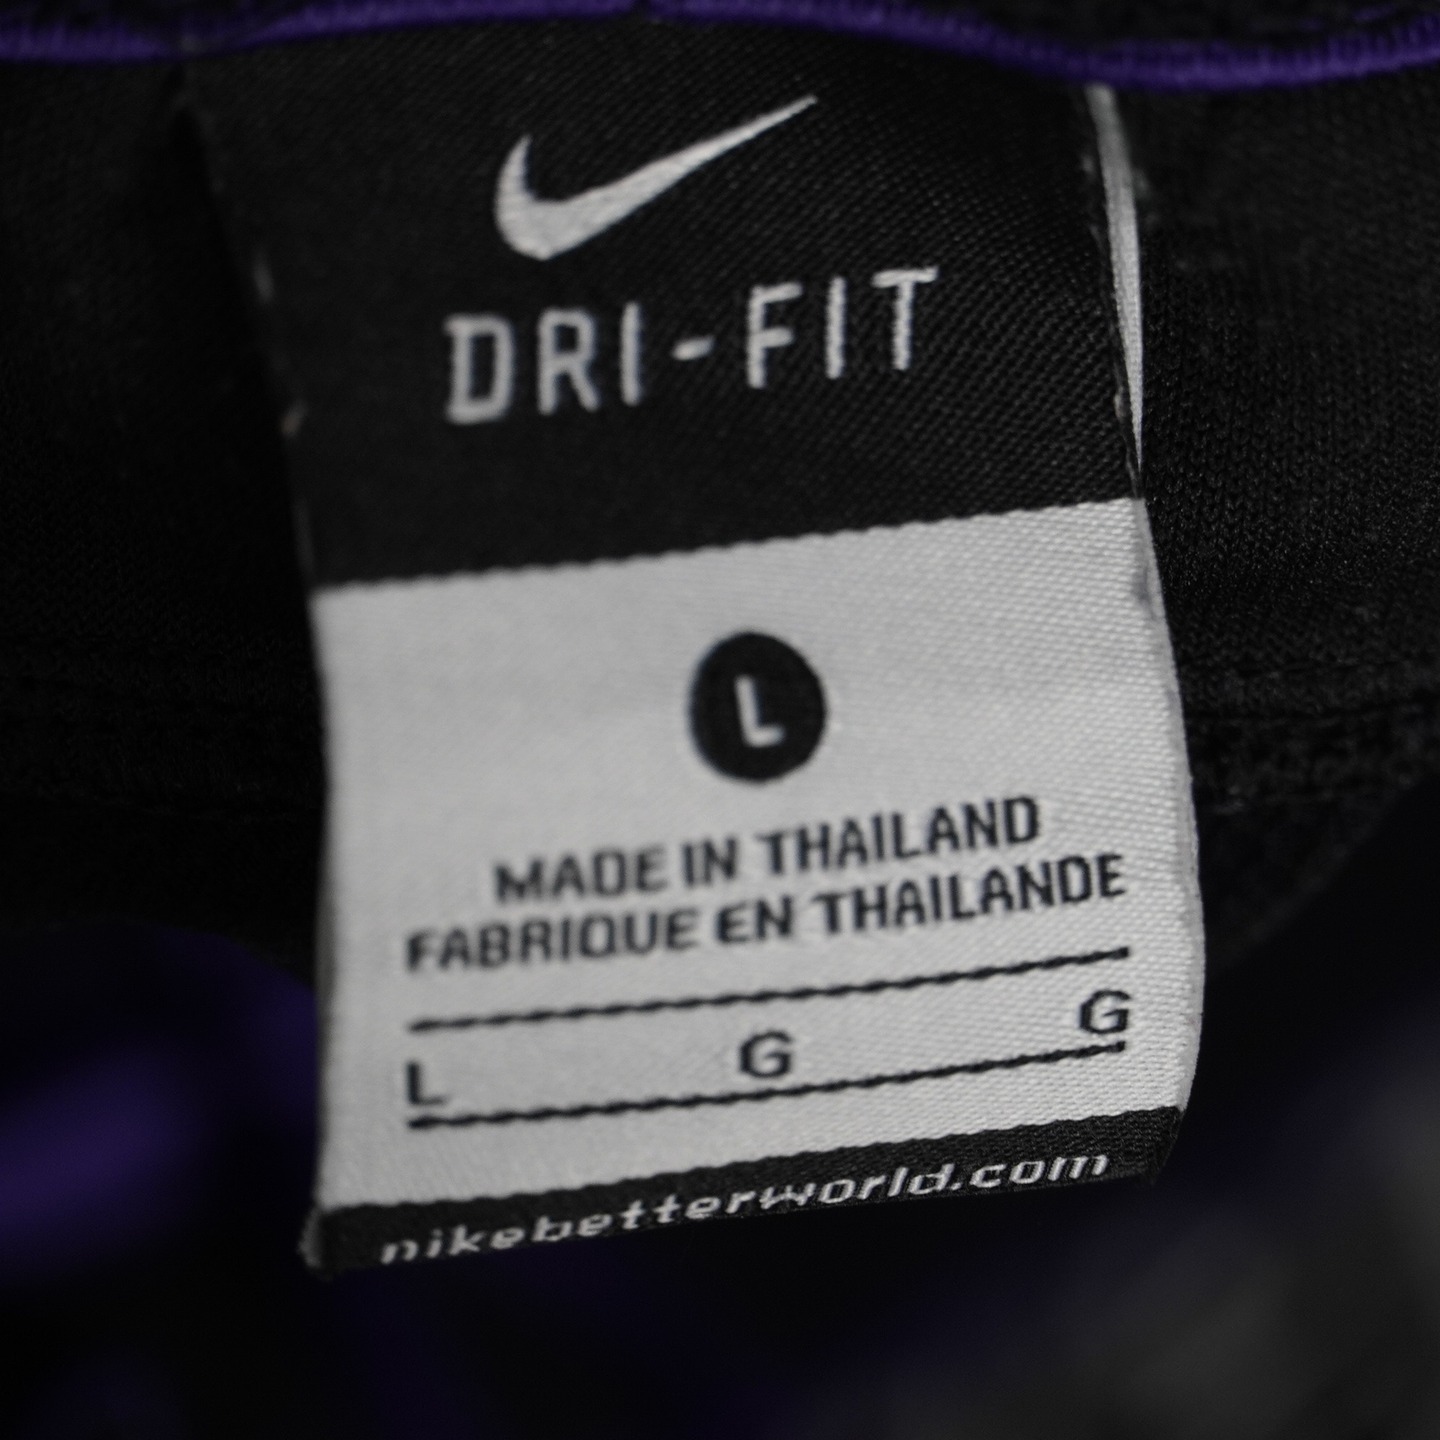 DRI-FIT
L
MADE IN THAILAND
FABRIQUE EN THAILANDE
L G G
nikebetterworld.com